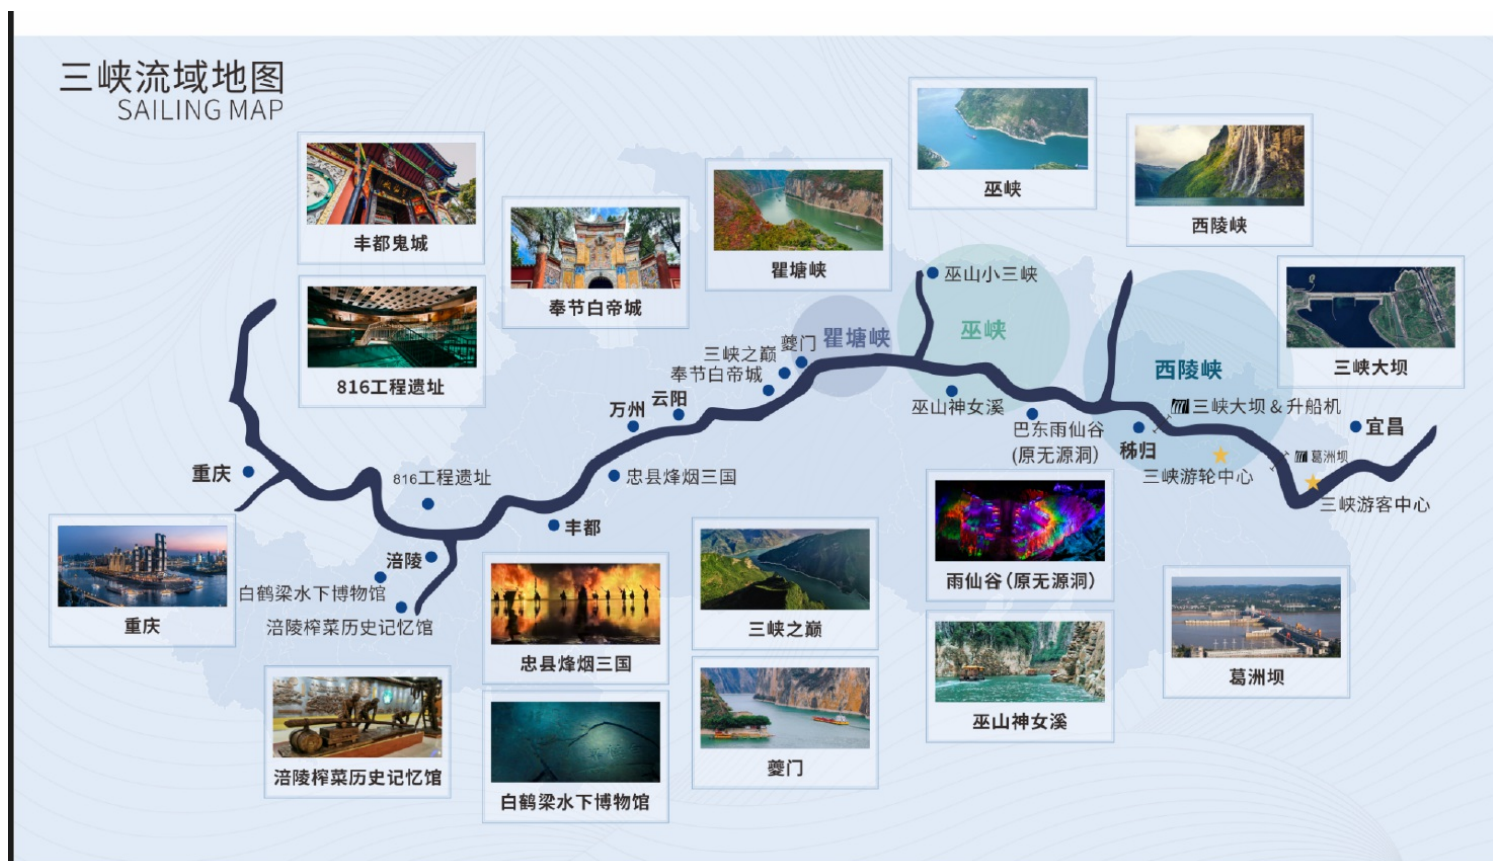 三峡流域地图
SAILING MAP
丰都鬼城
816工程遗址
奉节白帝城
瞿塘峡
巫峡
西陵峡
三峡大坝
巫山小三峡
瞿塘峡
巫峡
西陵峡
夔门
三峡之巅
奉节白帝城
云阳
万州
巫山神女溪
巴东雨仙谷
(原无源洞)
秭归
三峡大坝&升船机
宜昌
葛洲坝
三峡游轮中心
三峡游客中心
重庆
816工程遗址
忠县烽烟三国
丰都
涪陵
白鹤梁水下博物馆
涪陵榨菜历史记忆馆
重庆
忠县烽烟三国
三峡之巅
雨仙谷(原无源洞)
葛洲坝
涪陵榨菜历史记忆馆
白鹤梁水下博物馆
夔门
巫山神女溪